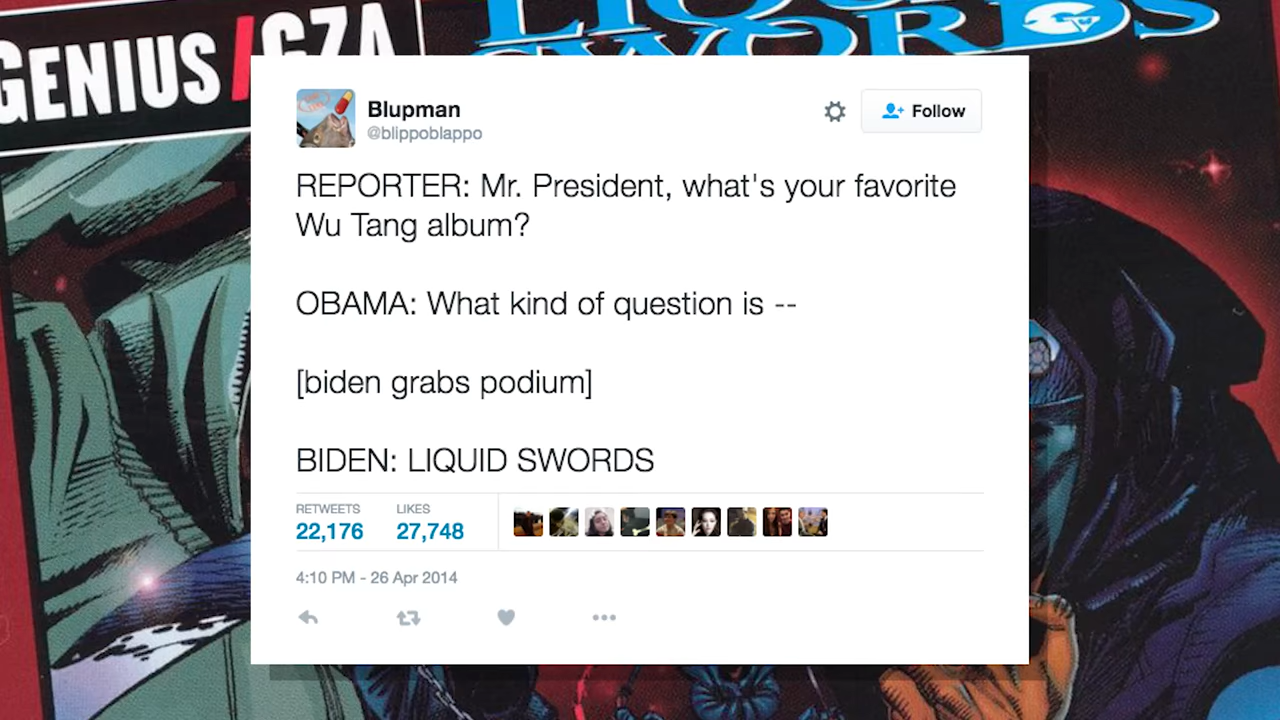 GENIUS/GZA
LIQUID
SWORDS
Blupman
@blippoblappo
Follow
REPORTER: Mr. President, what's your favorite
Wu Tang album?
OBAMA: What kind of question is --
[biden grabs podium]
BIDEN: LIQUID SWORDS
RETWEETS LIKES
22,176 27,748
4:10 PM - 26 Apr 2014